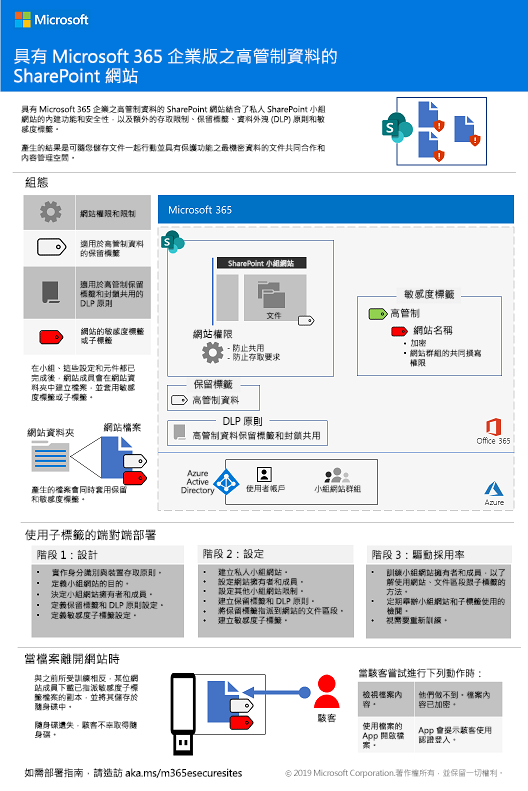 Microsoft
具有 Microsoft 365 企業版之高管制資料的
SharePoint 網站
具有 Microsoft 365 企業之高管制資料的 SharePoint 網站結合了私人 SharePoint 小組
網站的內建功能和安全性，以及額外的存取限制、保留標籤、資料外洩 (DLP) 原則和敏
感度標籤。
產生的結果是可隨您儲存文件一起行動並具有保護功能之最機密資料的文件共同合作和
內容管理空間。
組態
網站權限和限制
適用於高管制資料
的保留標籤
適用於高管制保留
標籤和封鎖共用的
DLP 原則
網站的敏感度標籤
或子標籤
在小組、這些設定和元件都已
完成後，網站成員會在網站資
料夾中建立檔案，並套用敏感
度標籤或子標籤。
網站資料夾
網站檔案
產生的檔案會同時套用保留
和敏感度標籤。
Microsoft 365
SharePoint 小組網站
文件
網站權限
- 防止共用
- 防止存取要求
保留標籤
高管制資料
DLP 原則
高管制資料保留標籤和封鎖共用
敏感度標籤
高管制
網站名稱
• 加密
• 網站群組的共同撰寫
權限
Office 365
Azure
Active
Directory
使用者帳戶
小組網站群組
Azure
使用子標籤的端對端部署
階段 1：設計
• 實作身分識別與裝置存取原則。
• 定義小組網站的目的。
• 決定小組網站擁有者和成員。
• 定義保留標籤和 DLP 原則設定。
• 定義敏感度子標籤設定。
階段 2：設定
• 建立私人小組網站。
• 設定網站擁有者和成員。
• 設定其他小組網站限制。
• 建立保留標籤和 DLP 原則。
• 將保留標籤指派到網站的文件區段。
• 建立敏感度子標籤。
階段 3：驅動採用率
• 訓練小組網站擁有者和成員，以了
解使用網站、文件區段跟子標籤的
方法。
• 定期舉辦小組網站和子標籤使用的
檢閱。
• 視需要重新訓練。
當檔案離開網站時
與之前所受訓練相反，某位網
站成員下載已指派敏感度子標
籤檔案的副本，並將其儲存於
隨身碟中。
隨身碟遺失，駭客不幸取得隨
身碟。
駭客
當駭客嘗試進行下列動作時：
檢視檔案內
容。
他們做不到。檔案內
容已加密。
使用檔案的
App 開啟檔
案。
App 會提示駭客使用
認證登入。
如需部署指南，請造訪 aka.ms/m365esecuresites
© 2019 Microsoft Corporation.著作權所有，並保留一切權利。